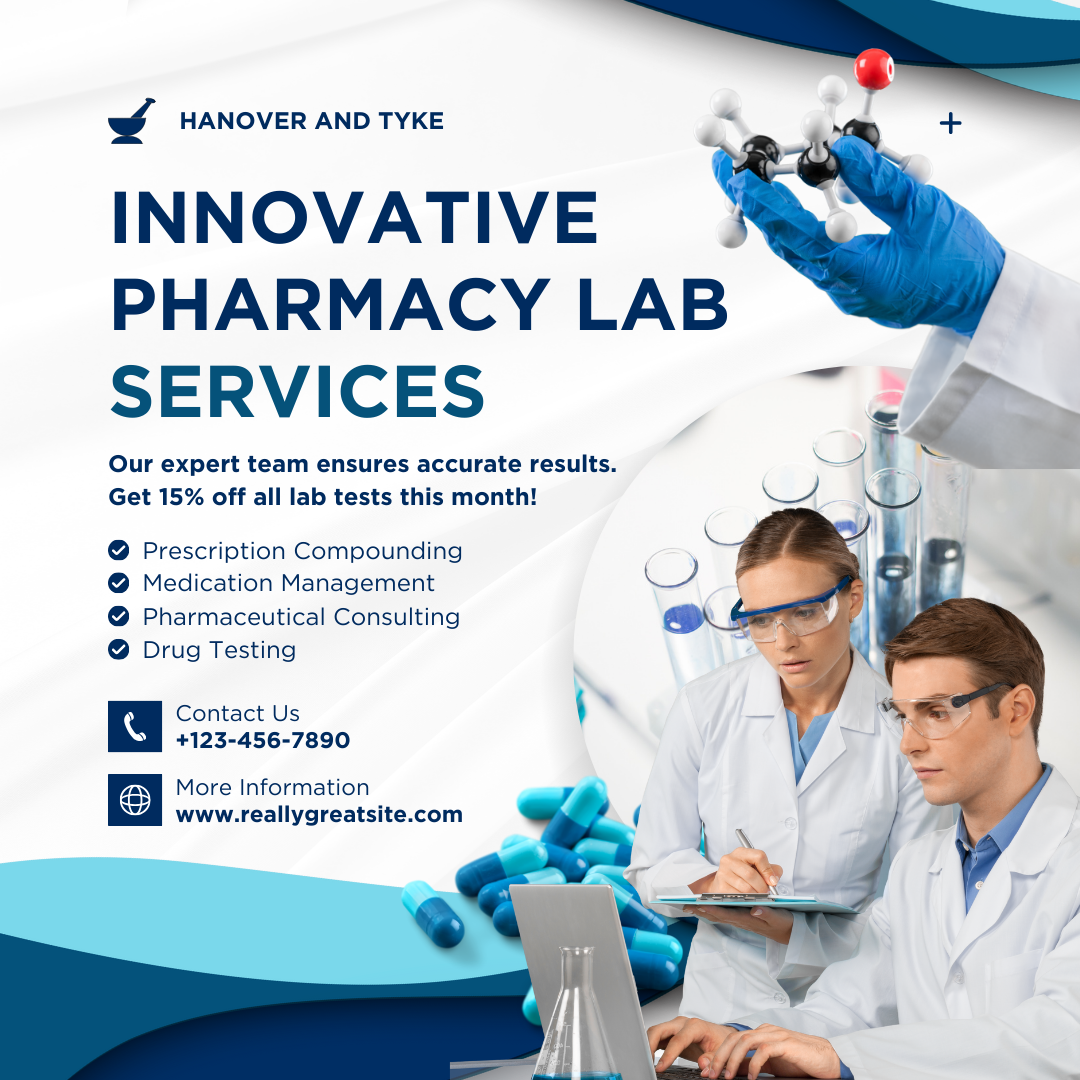 HANOVER AND TYKE
INNOVATIVE
PHARMACY LAB
SERVICES
Our expert team ensures accurate results.
Get 15% off all lab tests this month!
Prescription Compounding
Medication Management
Pharmaceutical Consulting
Drug Testing
Contact Us
+123-456-7890
More Information
www.reallygreatsite.com